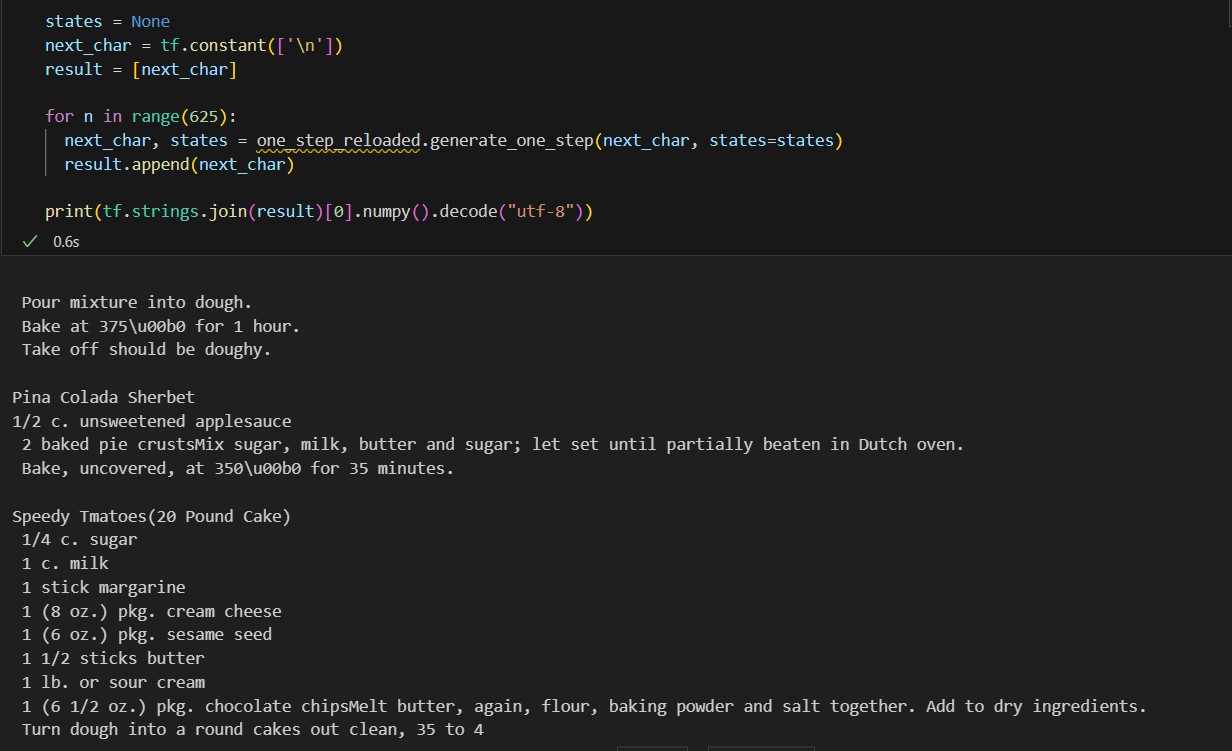 states = None
next_char = tf.constant(['\n'])
result = [next_char]
for n in range(625):
next_char, states = one_step_reloaded.generate_one_step(next_char, states=states)
result.append(next_char)
print(tf.strings.join(result)[0].numpy().decode("utf-8"))
0.6s
Pour mixture into dough.
Bake at 375\u00b0 for 1 hour.
Take off should be doughy.
Pina Colada Sherbet
1/2 c. unsweetened applesauce
2 baked pie crustsMix sugar, milk, butter and sugar; let set until partially beaten in Dutch oven.
Bake, uncovered, at 350\u00b0 for 35 minutes.
Speedy Tmatoes(20 Pound Cake)
1/4 c. sugar
1 c. milk
1 stick margarine
1 (8 oz.) pkg. cream cheese
1 (6 oz.) pkg. sesame seed
1 1/2 sticks butter
1 lb. or sour cream
1 (6 1/2 oz.) pkg. chocolate chipsMelt butter, again, flour, baking powder and salt together. Add to dry ingredients.
Turn dough into a round cakes out clean, 35 to 4